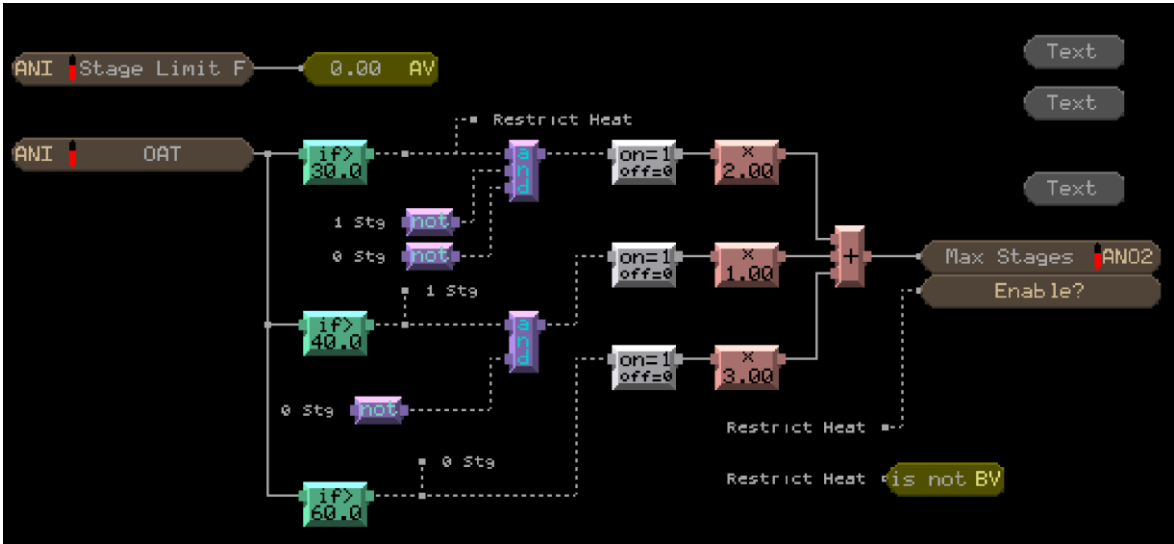 Text
ANI Stage Limit F
0.00 AV
Text
Restrict Heat
ANI OAT
if>
30.0
and
on=1
off=0
x
2.00
Text
1 Stg
not
0 Stg
not
on=1
off=0
x
1.00
+
Max Stages ANO2
Enable?
1 Stg
if>
40.0
and
on=1
off=0
x
3.00
0 Stg
not
Restrict Heat
0 Stg
Restrict Heat
is not BV
if>
60.0